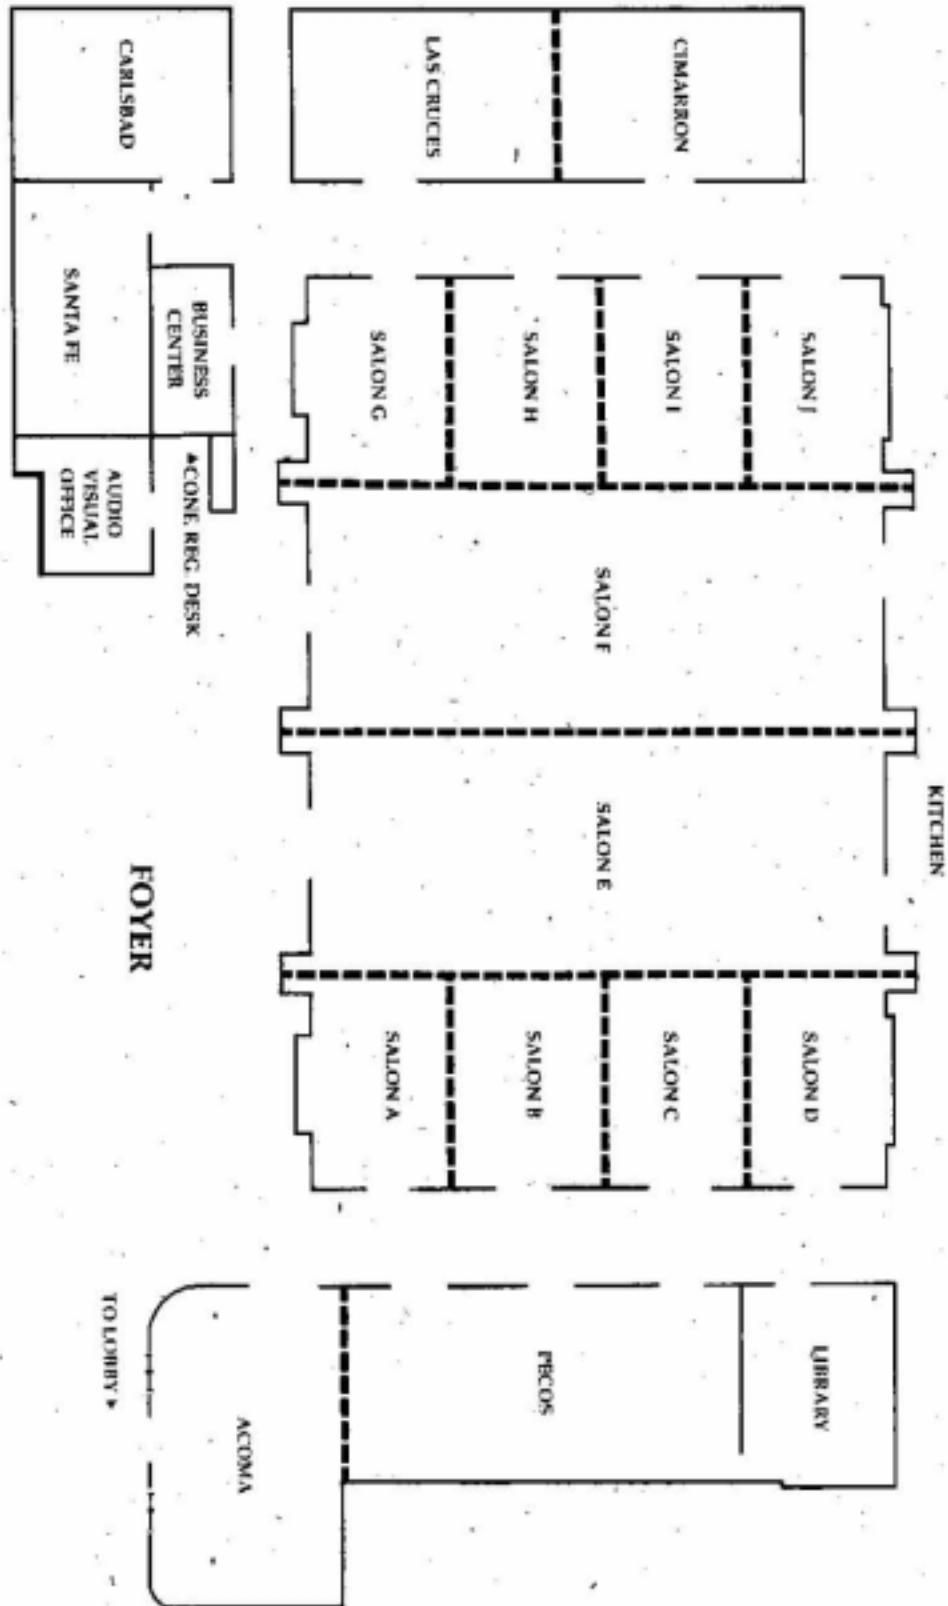 KITCHEN
CIMARRON
LAS CRUCES
CARLSBAD
SALON J
SALON I
SALON H
SALON G
BUSINESS
CENTER
SANTA FE
▲CONF. REG. DESK
AUDIO
VISUAL
OFFICE
SALON F
SALON E
FOYER
SALON D
SALON C
SALON B
SALON A
LIBRARY
PECOS
ACOMA
TO LOBBY ▸